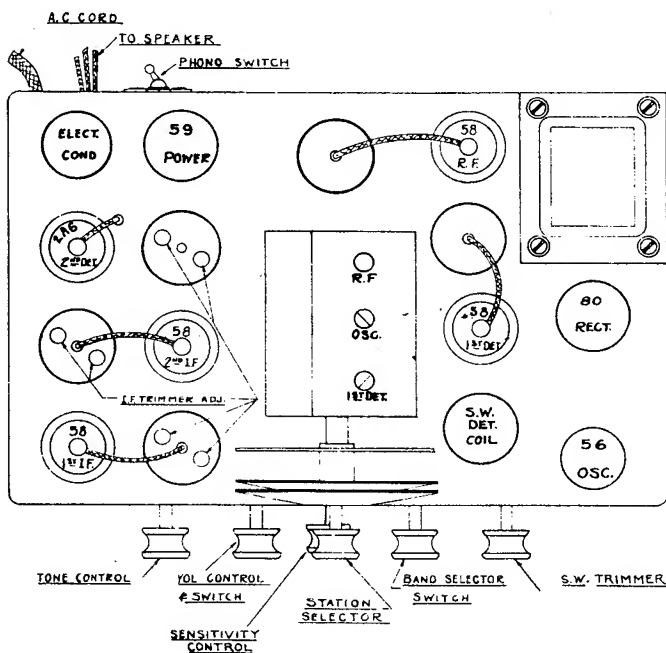 A.C CORD
TO SPEAKER
PHONO SWITCH
ELECT.
COND
59
POWER
58
R.F.
2A6
2ND DET.
R.F
OSC.
1ST DET.
58
1ST DET.
80
RECT.
58
2ND I.F.
I.F. TRIMMER ADJ.
58
1ST I.F.
S.W.
DET.
COIL
56
OSC.
TONE CONTROL
VOL CONTROL
& SWITCH
SENSITIVITY
CONTROL
STATION
SELECTOR
BAND SELECTOR
SWITCH
S.W. TRIMMER